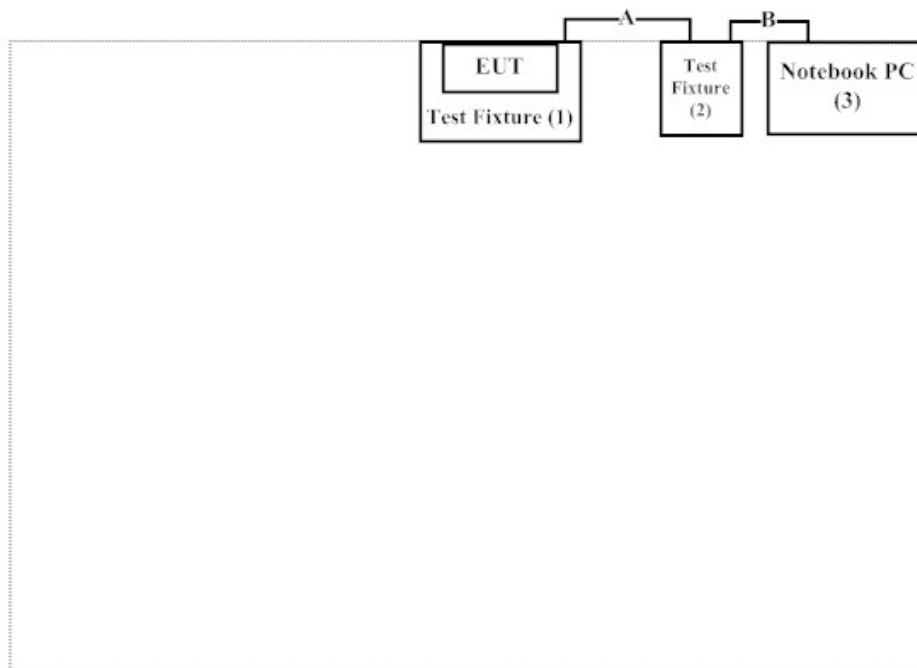 A
B
EUT
Test Fixture (1)
Test
Fixture
(2)
Notebook PC
(3)